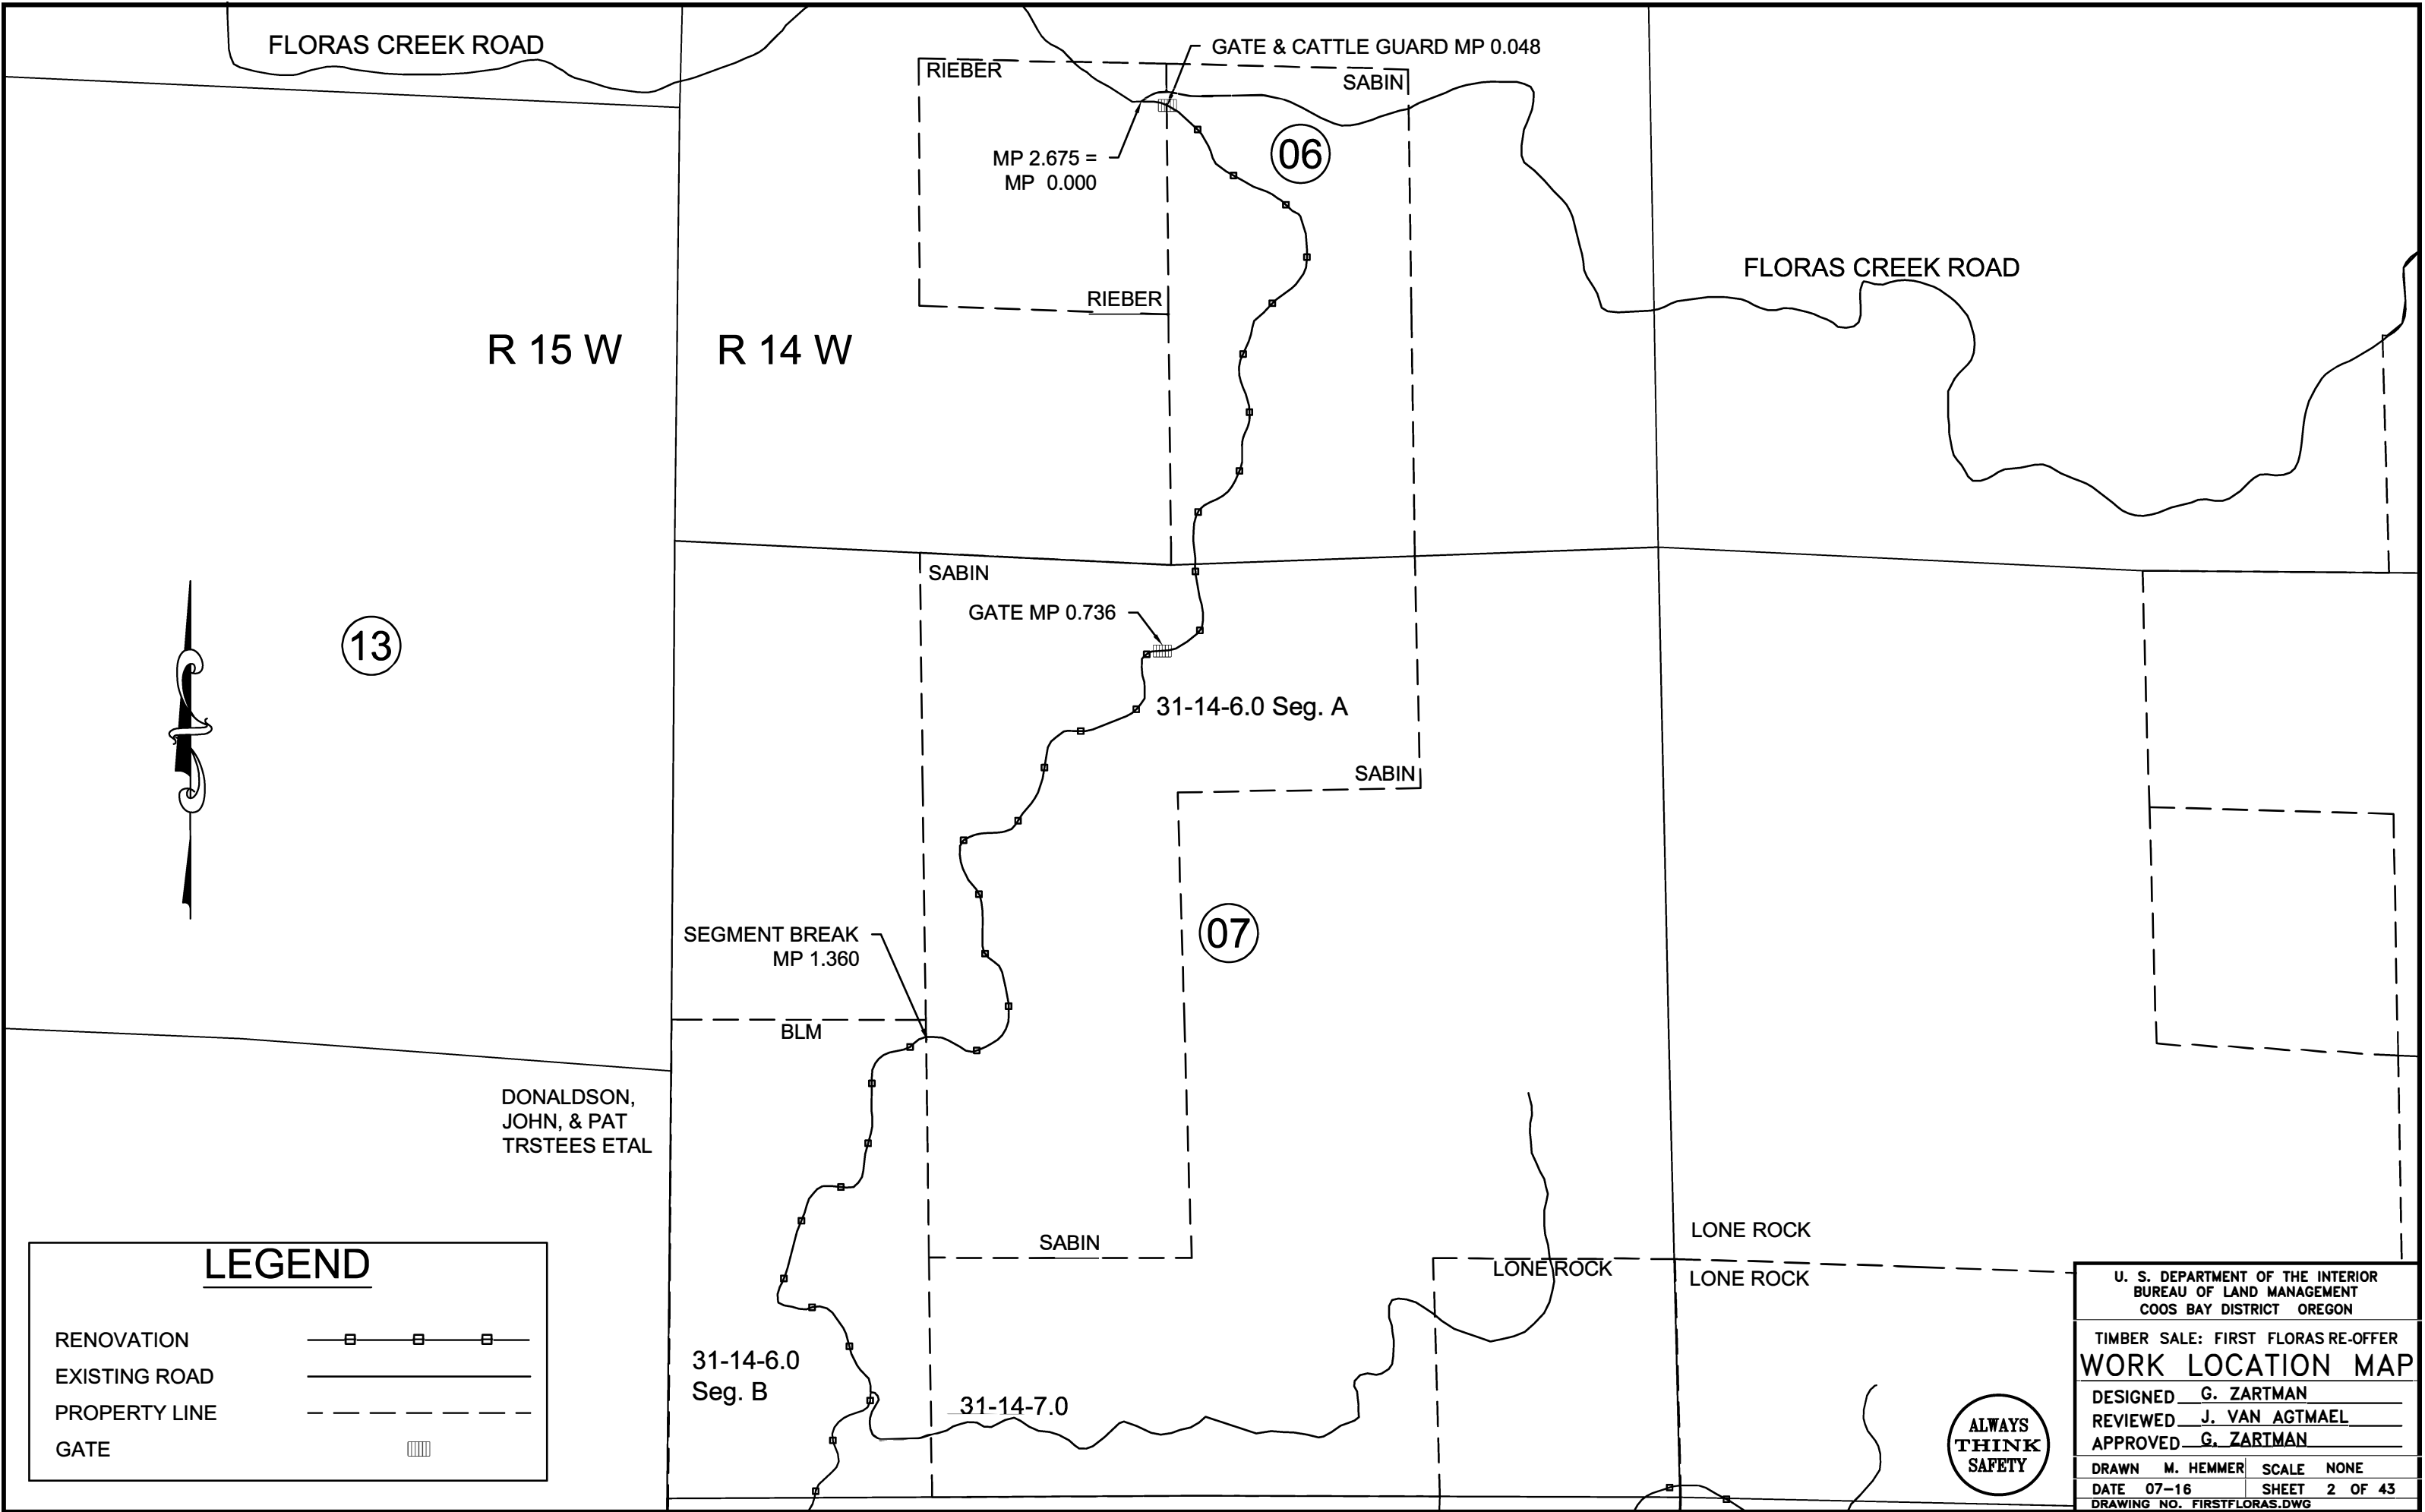 FLORAS CREEK ROAD
GATE & CATTLE GUARD MP 0.048
RIEBER
SABIN
MP 2.675 =
MP 0.000
06
FLORAS CREEK ROAD
RIEBER
R 15 W
R 14 W
SABIN
GATE MP 0.736
13
31-14-6.0 Seg. A
SABIN
SEGMENT BREAK
MP 1.360
07
BLM
DONALDSON,
JOHN, & PAT
TRSTEES ETAL
SABIN
LONE ROCK
LONE ROCK
LONE ROCK
31-14-6.0
Seg. B
31-14-7.0
LEGEND
RENOVATION
EXISTING ROAD
PROPERTY LINE
GATE
ALWAYS
THINK
SAFETY
U. S. DEPARTMENT OF THE INTERIOR
BUREAU OF LAND MANAGEMENT
COOS BAY DISTRICT OREGON
TIMBER SALE: FIRST FLORAS RE-OFFER
WORK LOCATION MAP
DESIGNED G. ZARTMAN
REVIEWED J. VAN AGTMAEL
APPROVED G. ZARTMAN
DRAWN M. HEMMER SCALE NONE
DATE 07-16 SHEET 2 OF 43
DRAWING NO. FIRSTFLORAS.DWG